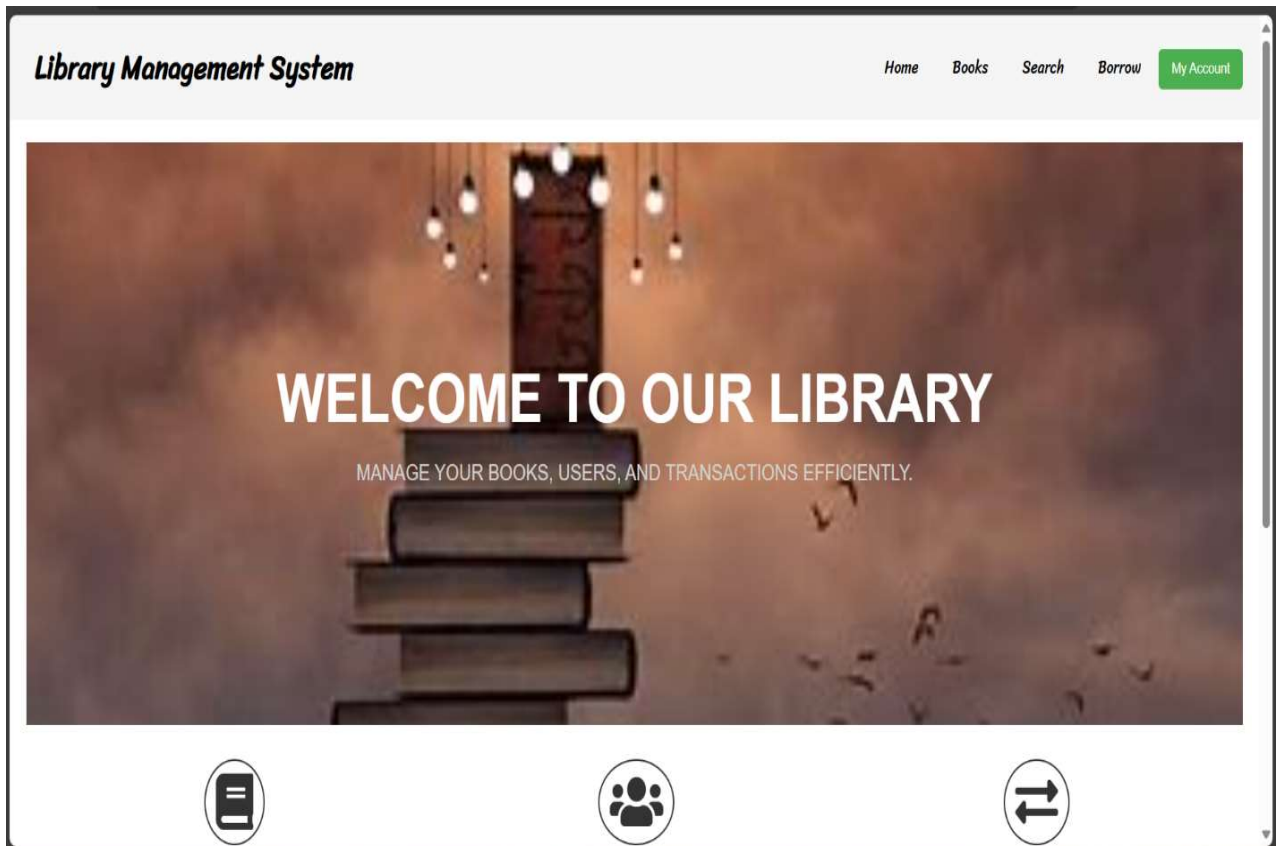 Library Management System
Home Books Search Borrow My Account
WELCOME TO OUR LIBRARY
MANAGE YOUR BOOKS, USERS, AND TRANSACTIONS EFFICIENTLY.